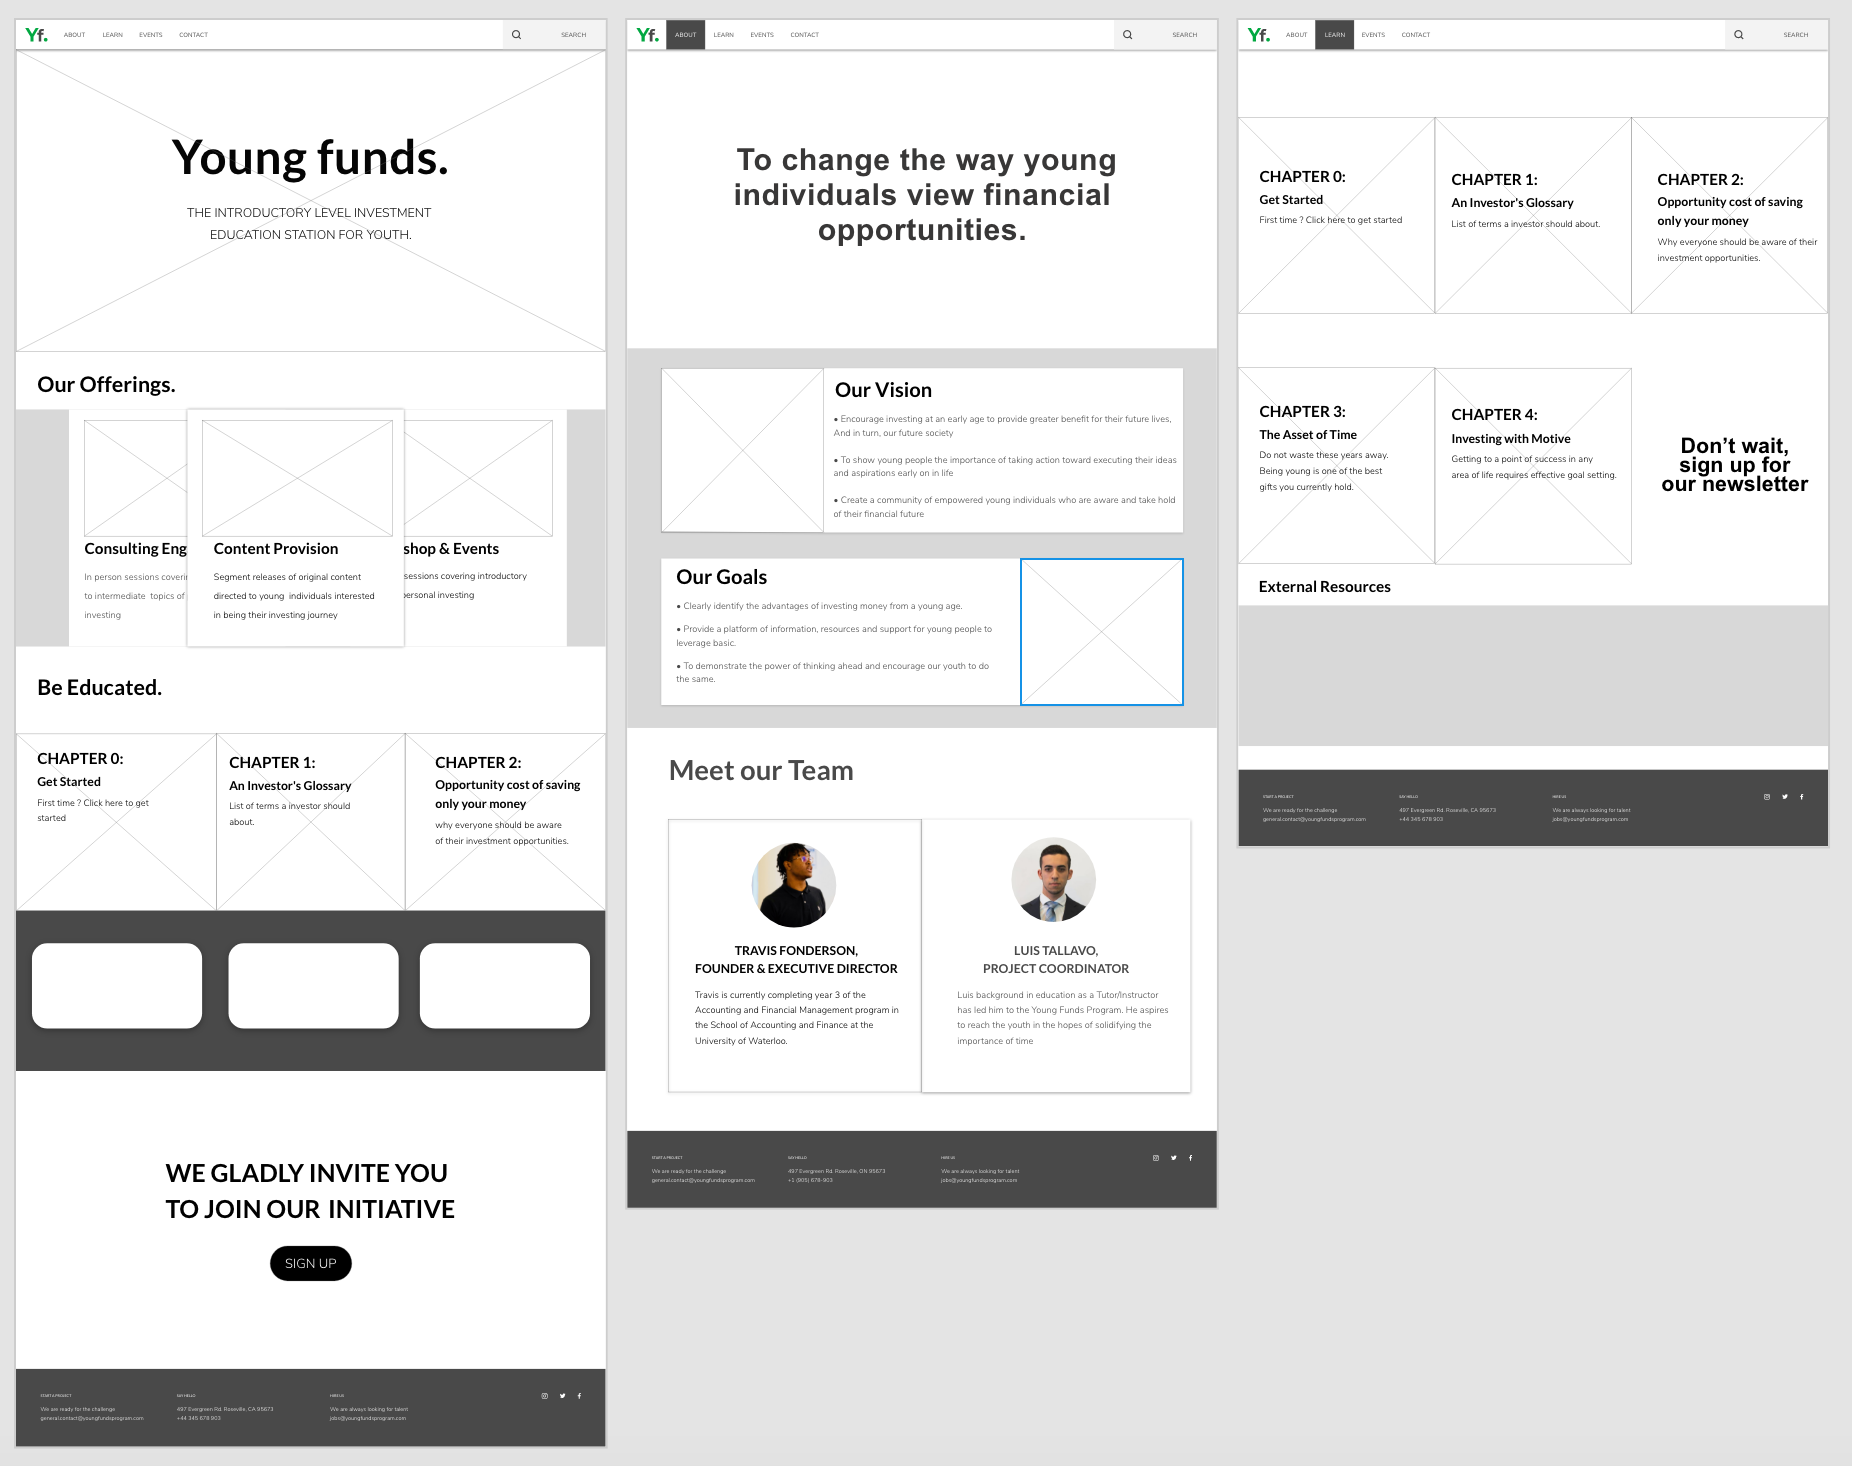 Yf.
ABOUT
LEARN
EVENTS
CONTACT
SEARCH
Young funds.
THE INTRODUCTORY LEVEL INVESTMENT
EDUCATION STATION FOR YOUTH.
Our Offerings.
Consulting Eng
In person sessions coverin
to intermediate topics of
investing
Content Provision
Segment releases of original content
directed to young individuals interested
in being their investing journey
shop & Events
sessions covering introductory
personal investing
Be Educated.
CHAPTER 0:
Get Started
First time ? Click here to get
started
CHAPTER 1:
An Investor's Glossary
List of terms a investor should
about.
CHAPTER 2:
Opportunity cost of saving
only your money
why everyone should be aware
of their investment opportunities.
WE GLADLY INVITE YOU
TO JOIN OUR INITIATIVE
SIGN UP
START A PROJECT
We are ready for the challenge
general.contact@youngfundsprogram.com
SAY HELLO
497 Evergreen Rd. Roseville, CA 95673
+44 345 678 903
HIRE US
We are always looking for talent
jobs@youngfundsprogram.com
Yf.
ABOUT
LEARN
EVENTS
CONTACT
SEARCH
To change the way young
individuals view financial
opportunities.
Our Vision
• Encourage investing at an early age to provide greater benefit for their future lives,
And in turn, our future society
• To show young people the importance of taking action toward executing their ideas
and aspirations early on in life
• Create a community of empowered young individuals who are aware and take hold
of their financial future
Our Goals
• Clearly identify the advantages of investing money from a young age.
• Provide a platform of information, resources and support for young people to
leverage basic.
• To demonstrate the power of thinking ahead and encourage our youth to do
the same.
Meet our Team
TRAVIS FONDERSON,
FOUNDER & EXECUTIVE DIRECTOR
Travis is currently completing year 3 of the
Accounting and Financial Management program in
the School of Accounting and Finance at the
University of Waterloo.
LUIS TALLAVO,
PROJECT COORDINATOR
Luis background in education as a Tutor/Instructor
has led him to the Young Funds Program. He aspires
to reach the youth in the hopes of solidifying the
importance of time
START A PROJECT
We are ready for the challenge
general.contact@youngfundsprogram.com
SAY HELLO
497 Evergreen Rd. Roseville, ON 95673
+1 (905) 678-903
HIRE US
We are always looking for talent
jobs@youngfundsprogram.com
Yf.
ABOUT
LEARN
EVENTS
CONTACT
SEARCH
CHAPTER 0:
Get Started
First time ? Click here to get started
CHAPTER 1:
An Investor's Glossary
List of terms a investor should about.
CHAPTER 2:
Opportunity cost of saving
only your money
Why everyone should be aware of their
investment opportunities.
CHAPTER 3:
The Asset of Time
Do not waste these years away.
Being young is one of the best
gifts you currently hold.
CHAPTER 4:
Investing with Motive
Getting to a point of success in any
area of life requires effective goal setting.
Don't wait,
sign up for
our newsletter
External Resources
START A PROJECT
We are ready for the challenge
general.contact@youngfundsprogram.com
SAY HELLO
497 Evergreen Rd. Roseville, CA 95673
+44 345 678 903
HIRE US
We are always looking for talent
jobs@youngfundsprogram.com